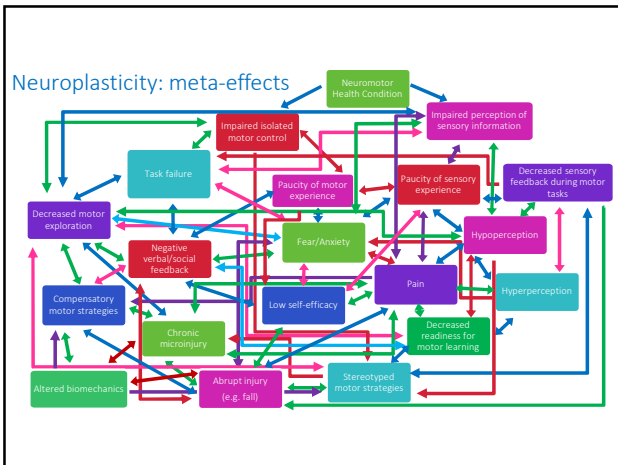 Neuroplasticity: meta-effects
Neuromotor
Health Condition
Impaired isolated
motor control
Impaired perception of
sensory information
Task failure
Paucity of motor
experience
Paucity of sensory
experience
Decreased sensory
feedback during motor
tasks
Decreased motor
exploration
Negative
verbal/social
feedback
Fear/Anxiety
Hypoperception
Compensatory
motor strategies
Low self-efficacy
Pain
Hyperperception
Chronic
microinjury
Decreased
readiness for
motor learning
Altered biomechanics
Abrupt injury
(e.g. fall)
Stereotyped
motor strategies